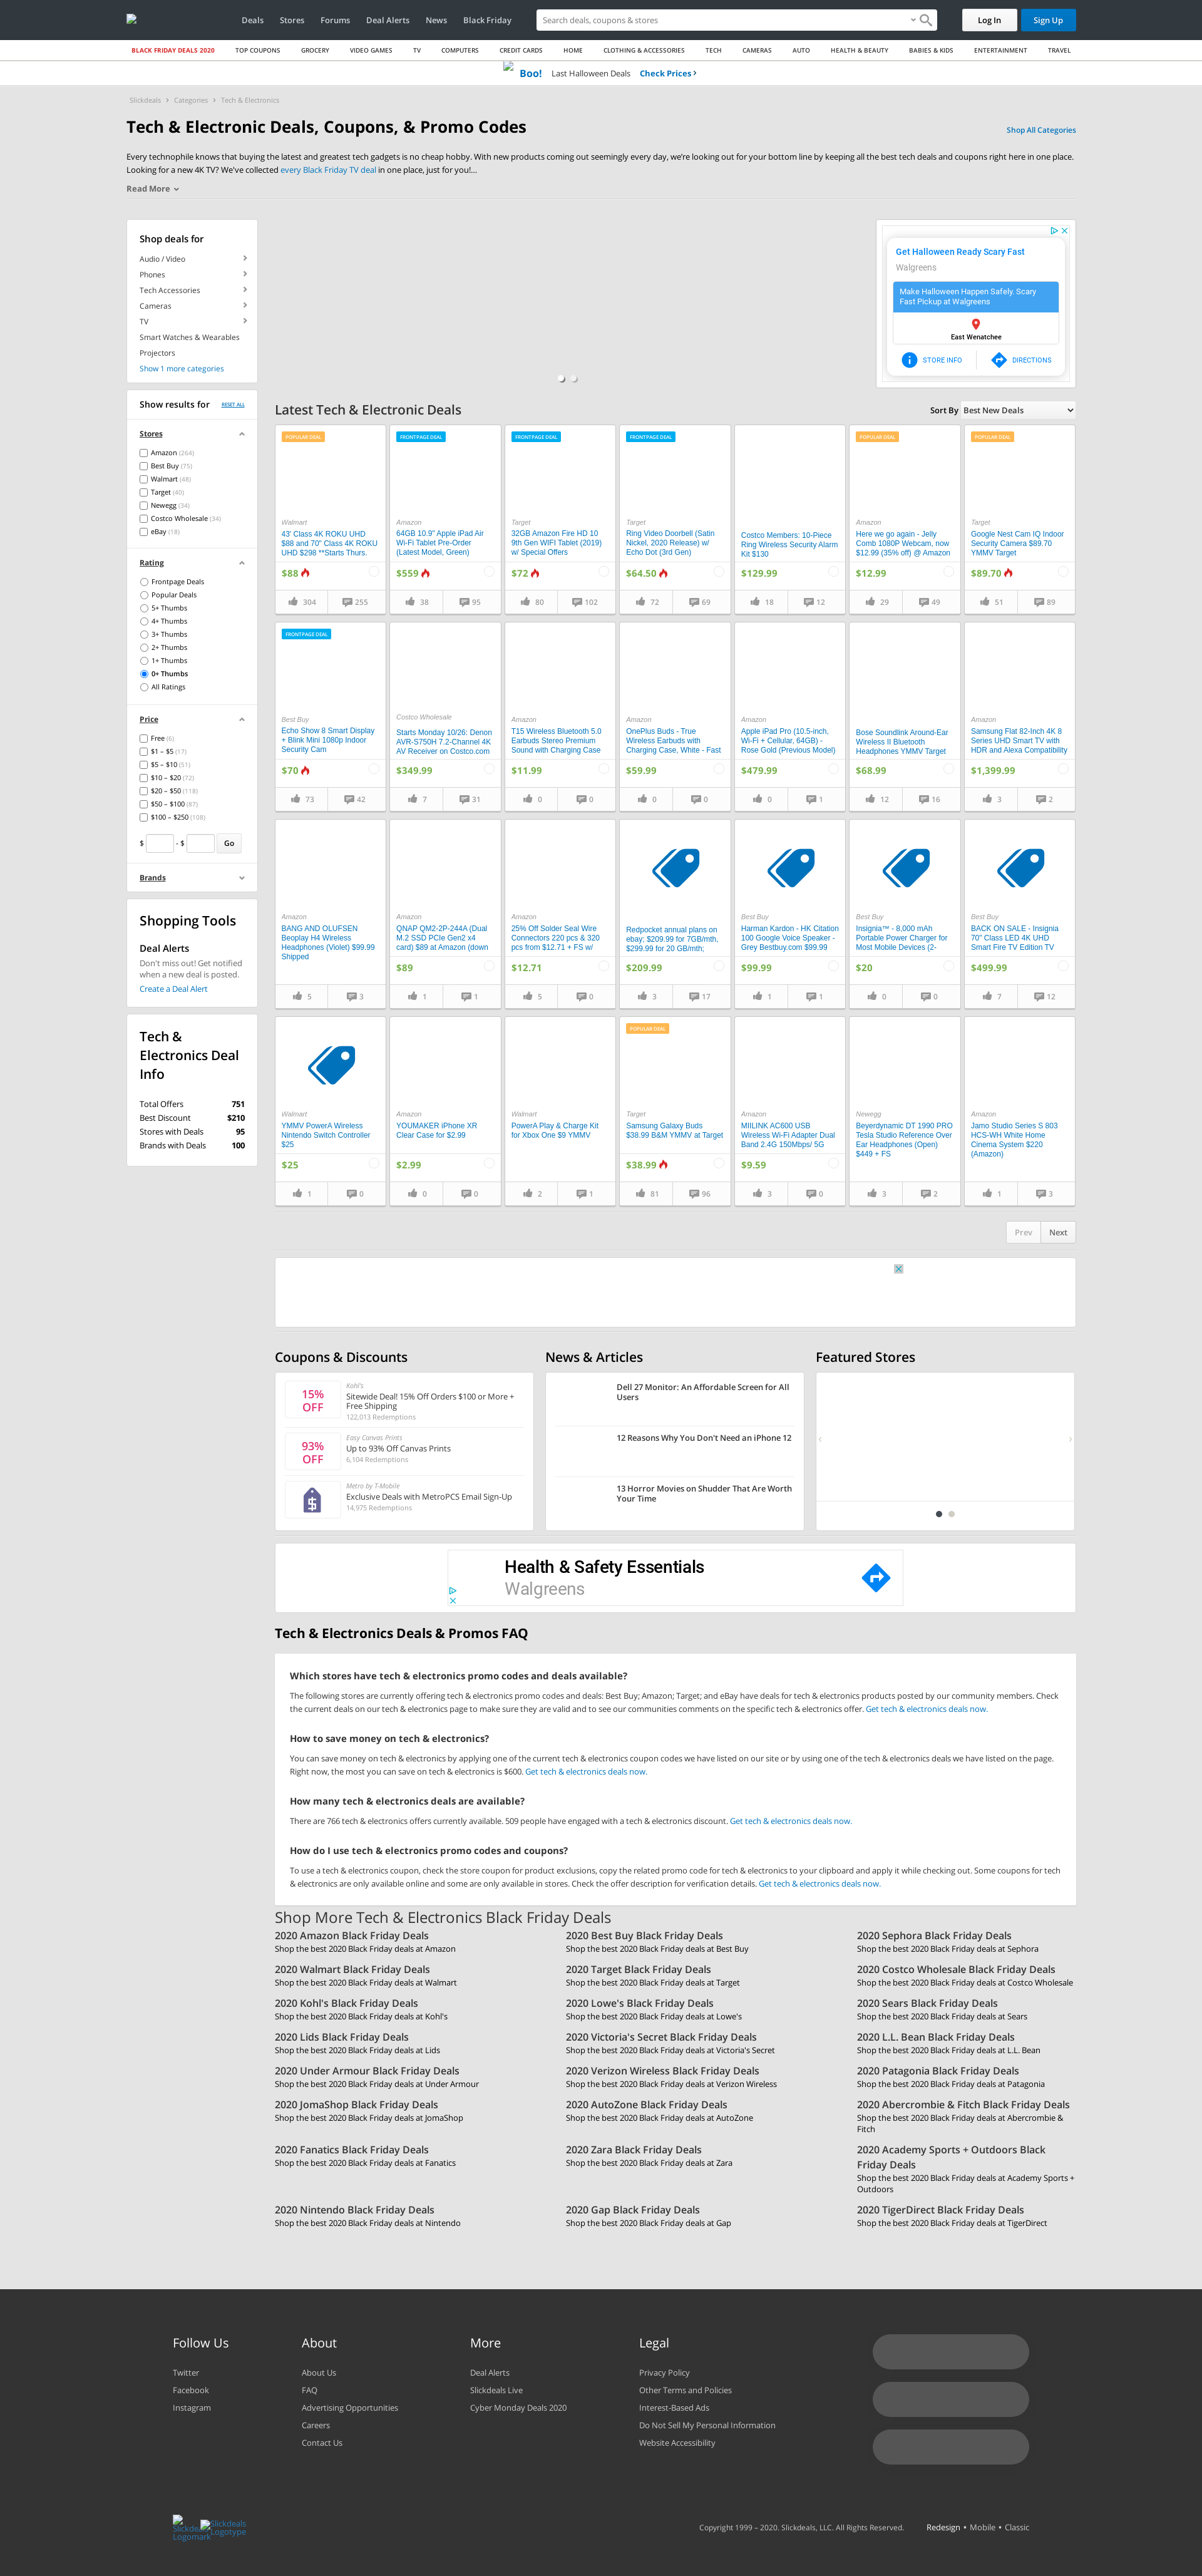 Deals
Stores
Forums
Deal Alerts
News
Black Friday
Search deals, coupons & stores
Log In
Sign Up
BLACK FRIDAY DEALS 2020
TOP COUPONS
GROCERY
VIDEO GAMES
TV
COMPUTERS
CREDIT CARDS
HOME
CLOTHING & ACCESSORIES
TECH
CAMERAS
AUTO
HEALTH & BEAUTY
BABIES & KIDS
ENTERTAINMENT
TRAVEL
Boo! Last Halloween Deals Check Prices
Slickdeals > Categories > Tech & Electronics
Tech & Electronic Deals, Coupons, & Promo Codes
Shop All Categories
Every technophile knows that buying the latest and greatest tech gadgets is no cheap hobby. With new products coming out seemingly every day, we're looking out for your bottom line by keeping all the best tech deals and coupons right here in one place.
Looking for a new 4K TV? We've collected every Black Friday TV deal in one place, just for you!...
Read More
Shop deals for
Audio / Video
Phones
Tech Accessories
Cameras
TV
Smart Watches & Wearables
Projectors
Show 1 more categories
Get Halloween Ready Scary Fast
Walgreens
Make Halloween Happen Safely. Scary
Fast Pickup at Walgreens
East Wenatchee
STORE INFO
DIRECTIONS
Show results for
RESET ALL
Stores
Amazon (264)
Best Buy (75)
Walmart (48)
Target (40)
Newegg (34)
Costco Wholesale (34)
eBay (18)
Rating
Frontpage Deals
Popular Deals
5+ Thumbs
4+ Thumbs
3+ Thumbs
2+ Thumbs
1+ Thumbs
0+ Thumbs
All Ratings
Price
Free (6)
$1 – $5 (17)
$5 – $10 (51)
$10 – $20 (72)
$20 – $50 (118)
$50 – $100 (87)
$100 – $250 (108)
$ - $ Go
Brands
Shopping Tools
Deal Alerts
Don't miss out! Get notified
when a new deal is posted.
Create a Deal Alert
Tech &
Electronics Deal
Info
Total Offers 751
Best Discount $210
Stores with Deals 95
Brands with Deals 100
Latest Tech & Electronic Deals
Sort By Best New Deals
POPULAR DEAL
Walmart
43' Class 4K ROKU UHD
$88 and 70" Class 4K ROKU
UHD $298 **Starts Thurs.
$88
304 255
FRONTPAGE DEAL
Amazon
64GB 10.9" Apple iPad Air
Wi-Fi Tablet Pre-Order
(Latest Model, Green)
$559
38 95
FRONTPAGE DEAL
Target
32GB Amazon Fire HD 10
9th Gen WIFI Tablet (2019)
w/ Special Offers
$72
80 102
FRONTPAGE DEAL
Target
Ring Video Doorbell (Satin
Nickel, 2020 Release) w/
Echo Dot (3rd Gen)
$64.50
72 69
Costco Members: 10-Piece
Ring Wireless Security Alarm
Kit $130
$129.99
18 12
POPULAR DEAL
Amazon
Here we go again - Jelly
Comb 1080P Webcam, now
$12.99 (35% off) @ Amazon
$12.99
29 49
POPULAR DEAL
Target
Google Nest Cam IQ Indoor
Security Camera $89.70
YMMV Target
$89.70
51 89
FRONTPAGE DEAL
Best Buy
Echo Show 8 Smart Display
+ Blink Mini 1080p Indoor
Security Cam
$70
73 42
Costco Wholesale
Starts Monday 10/26: Denon
AVR-S750H 7.2-Channel 4K
AV Receiver on Costco.com
$349.99
7 31
Amazon
T15 Wireless Bluetooth 5.0
Earbuds Stereo Premium
Sound with Charging Case
$11.99
0 0
Amazon
OnePlus Buds - True
Wireless Earbuds with
Charging Case, White - Fast
$59.99
0 0
Amazon
Apple iPad Pro (10.5-inch,
Wi-Fi + Cellular, 64GB) -
Rose Gold (Previous Model)
$479.99
0 1
Bose Soundlink Around-Ear
Wireless II Bluetooth
Headphones YMMV Target
$68.99
12 16
Amazon
Samsung Flat 82-Inch 4K 8
Series UHD Smart TV with
HDR and Alexa Compatibility
$1,399.99
3 2
Amazon
BANG AND OLUFSEN
Beoplay H4 Wireless
Headphones (Violet) $99.99
Shipped
5 3
Amazon
QNAP QM2-2P-244A (Dual
M.2 SSD PCIe Gen2 x4
card) $89 at Amazon (down
$89
1 1
Amazon
25% Off Solder Seal Wire
Connectors 220 pcs & 320
pcs from $12.71 + FS w/
$12.71
5 0
Redpocket annual plans on
ebay; $209.99 for 7GB/mth,
$299.99 for 20 GB/mth;
$209.99
3 17
Best Buy
Harman Kardon - HK Citation
100 Google Voice Speaker -
Grey Bestbuy.com $99.99
$99.99
1 1
Best Buy
Insignia™ - 8,000 mAh
Portable Power Charger for
Most Mobile Devices (2-
$20
0 0
Best Buy
BACK ON SALE - Insignia
70" Class LED 4K UHD
Smart Fire TV Edition TV
$499.99
7 12
Walmart
YMMV PowerA Wireless
Nintendo Switch Controller
$25
$25
1 0
Amazon
YOUMAKER iPhone XR
Clear Case for $2.99
$2.99
0 0
Walmart
PowerA Play & Charge Kit
for Xbox One $9 YMMV
2 1
POPULAR DEAL
Target
Samsung Galaxy Buds
$38.99 B&M YMMV at Target
$38.99
81 96
Amazon
MIILINK AC600 USB
Wireless Wi-Fi Adapter Dual
Band 2.4G 150Mbps/ 5G
$9.59
3 0
Newegg
Beyerdynamic DT 1990 PRO
Tesla Studio Reference Over
Ear Headphones (Open)
$449 + FS
3 2
Amazon
Jamo Studio Series S 803
HCS-WH White Home
Cinema System $220
(Amazon)
1 3
Prev Next
Coupons & Discounts
15%
OFF
Kohl's
Sitewide Deal! 15% Off Orders $100 or More +
Free Shipping
122,013 Redemptions
93%
OFF
Easy Canvas Prints
Up to 93% Off Canvas Prints
6,104 Redemptions
Metro by T-Mobile
Exclusive Deals with MetroPCS Email Sign-Up
14,975 Redemptions
News & Articles
Dell 27 Monitor: An Affordable Screen for All
Users
12 Reasons Why You Don't Need an iPhone 12
13 Horror Movies on Shudder That Are Worth
Your Time
Featured Stores
Health & Safety Essentials
Walgreens
Tech & Electronics Deals & Promos FAQ
Which stores have tech & electronics promo codes and deals available?
The following stores are currently offering tech & electronics promo codes and deals: Best Buy; Amazon; Target; and eBay have deals for tech & electronics products posted by our community members. Check
the current deals on our tech & electronics page to make sure they are valid and to see our communities comments on the specific tech & electronics offer. Get tech & electronics deals now.
How to save money on tech & electronics?
You can save money on tech & electronics by applying one of the current tech & electronics coupon codes we have listed on our site or by using one of the tech & electronics deals we have listed on the page.
Right now, the most you can save on tech & electronics is $600. Get tech & electronics deals now.
How many tech & electronics deals are available?
There are 766 tech & electronics offers currently available. 509 people have engaged with a tech & electronics discount. Get tech & electronics deals now.
How do I use tech & electronics promo codes and coupons?
To use a tech & electronics coupon, check the store coupon for product exclusions, copy the related promo code for tech & electronics to your clipboard and apply it while checking out. Some coupons for tech
& electronics are only available online and some are only available in stores. Check the offer description for verification details. Get tech & electronics deals now.
Shop More Tech & Electronics Black Friday Deals
2020 Amazon Black Friday Deals
Shop the best 2020 Black Friday deals at Amazon
2020 Best Buy Black Friday Deals
Shop the best 2020 Black Friday deals at Best Buy
2020 Sephora Black Friday Deals
Shop the best 2020 Black Friday deals at Sephora
2020 Walmart Black Friday Deals
Shop the best 2020 Black Friday deals at Walmart
2020 Target Black Friday Deals
Shop the best 2020 Black Friday deals at Target
2020 Costco Wholesale Black Friday Deals
Shop the best 2020 Black Friday deals at Costco Wholesale
2020 Kohl's Black Friday Deals
Shop the best 2020 Black Friday deals at Kohl's
2020 Lowe's Black Friday Deals
Shop the best 2020 Black Friday deals at Lowe's
2020 Sears Black Friday Deals
Shop the best 2020 Black Friday deals at Sears
2020 Lids Black Friday Deals
Shop the best 2020 Black Friday deals at Lids
2020 Victoria's Secret Black Friday Deals
Shop the best 2020 Black Friday deals at Victoria's Secret
2020 L.L. Bean Black Friday Deals
Shop the best 2020 Black Friday deals at L.L. Bean
2020 Under Armour Black Friday Deals
Shop the best 2020 Black Friday deals at Under Armour
2020 Verizon Wireless Black Friday Deals
Shop the best 2020 Black Friday deals at Verizon Wireless
2020 Patagonia Black Friday Deals
Shop the best 2020 Black Friday deals at Patagonia
2020 JomaShop Black Friday Deals
Shop the best 2020 Black Friday deals at JomaShop
2020 AutoZone Black Friday Deals
Shop the best 2020 Black Friday deals at AutoZone
2020 Abercrombie & Fitch Black Friday Deals
Shop the best 2020 Black Friday deals at Abercrombie &
Fitch
2020 Fanatics Black Friday Deals
Shop the best 2020 Black Friday deals at Fanatics
2020 Zara Black Friday Deals
Shop the best 2020 Black Friday deals at Zara
2020 Academy Sports + Outdoors Black
Friday Deals
Shop the best 2020 Black Friday deals at Academy Sports +
Outdoors
2020 Nintendo Black Friday Deals
Shop the best 2020 Black Friday deals at Nintendo
2020 Gap Black Friday Deals
Shop the best 2020 Black Friday deals at Gap
2020 TigerDirect Black Friday Deals
Shop the best 2020 Black Friday deals at TigerDirect
Follow Us
Twitter
Facebook
Instagram
About
About Us
FAQ
Advertising Opportunities
Careers
Contact Us
More
Deal Alerts
Slickdeals Live
Cyber Monday Deals 2020
Legal
Privacy Policy
Other Terms and Policies
Interest-Based Ads
Do Not Sell My Personal Information
Website Accessibility
Slickdeals
Logomark
Slickdeals
Logotype
Copyright 1999 – 2020. Slickdeals, LLC. All Rights Reserved.
Redesign • Mobile • Classic